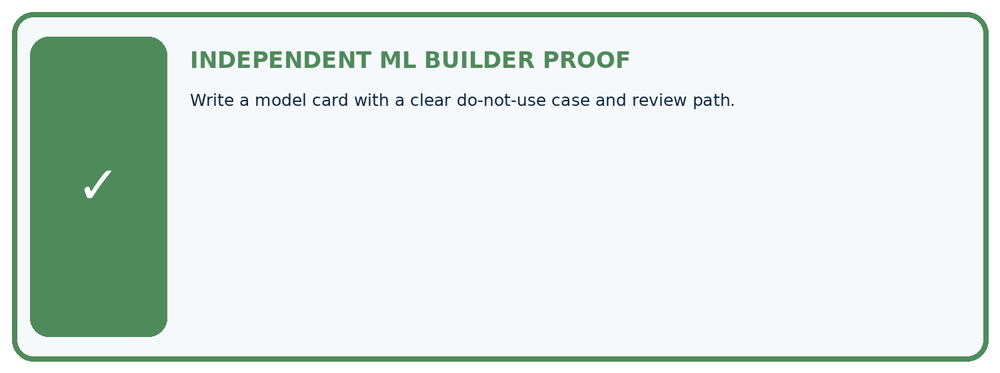 INDEPENDENT ML BUILDER PROOF
Write a model card with a clear do-not-use case and review path.
✓